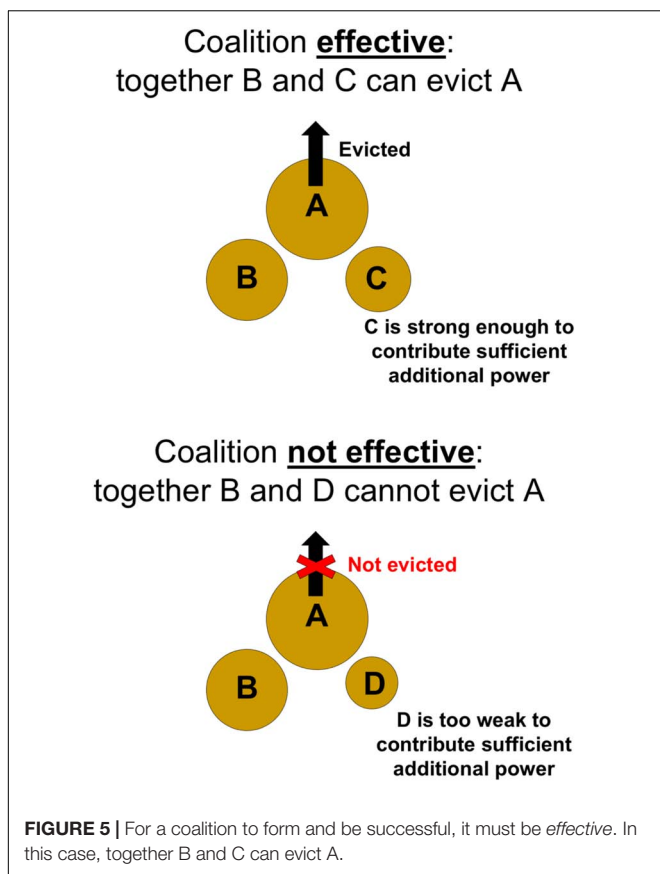 Coalition effective:
together B and C can evict A
Evicted
A
B
C
C is strong enough to
contribute sufficient
additional power
Coalition not effective:
together B and D cannot evict A
Not evicted
A
B
D
D is too weak to
contribute sufficient
additional power
FIGURE 5 | For a coalition to form and be successful, it must be effective. In
this case, together B and C can evict A.